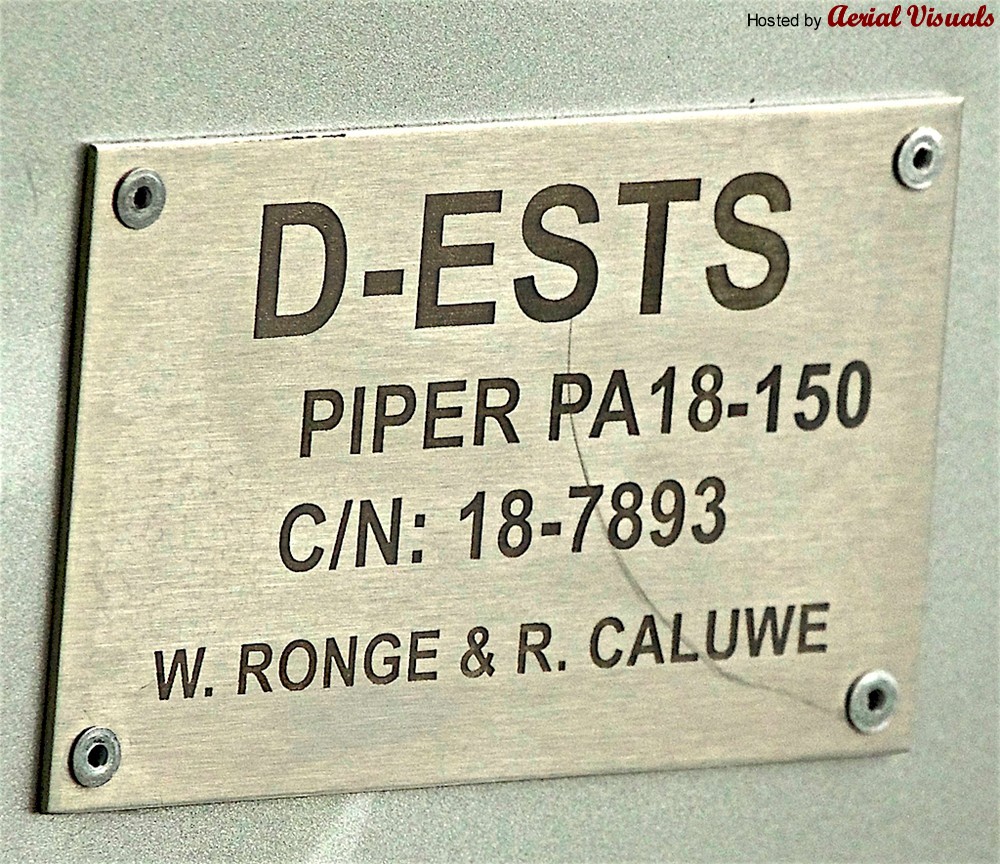 Hosted by Aerial Visuals
D-ESTS
PIPER PA18-150
C/N: 18-7893
W. RONGE & R. CALUWE